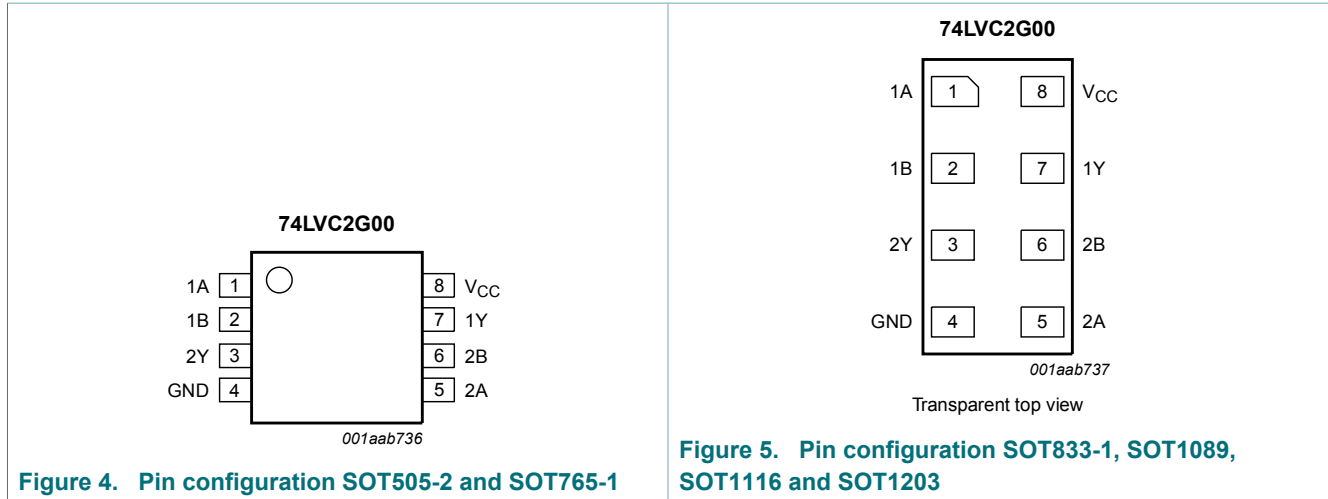 74LVC2G00
1A 1 8 VCC
1B 2 7 1Y
2Y 3 6 2B
GND 4 5 2A
001aab736
Figure 4. Pin configuration SOT505-2 and SOT765-1
74LVC2G00
1A 1 8 VCC
1B 2 7 1Y
2Y 3 6 2B
GND 4 5 2A
001aab737
Transparent top view
Figure 5. Pin configuration SOT833-1, SOT1089,
SOT1116 and SOT1203